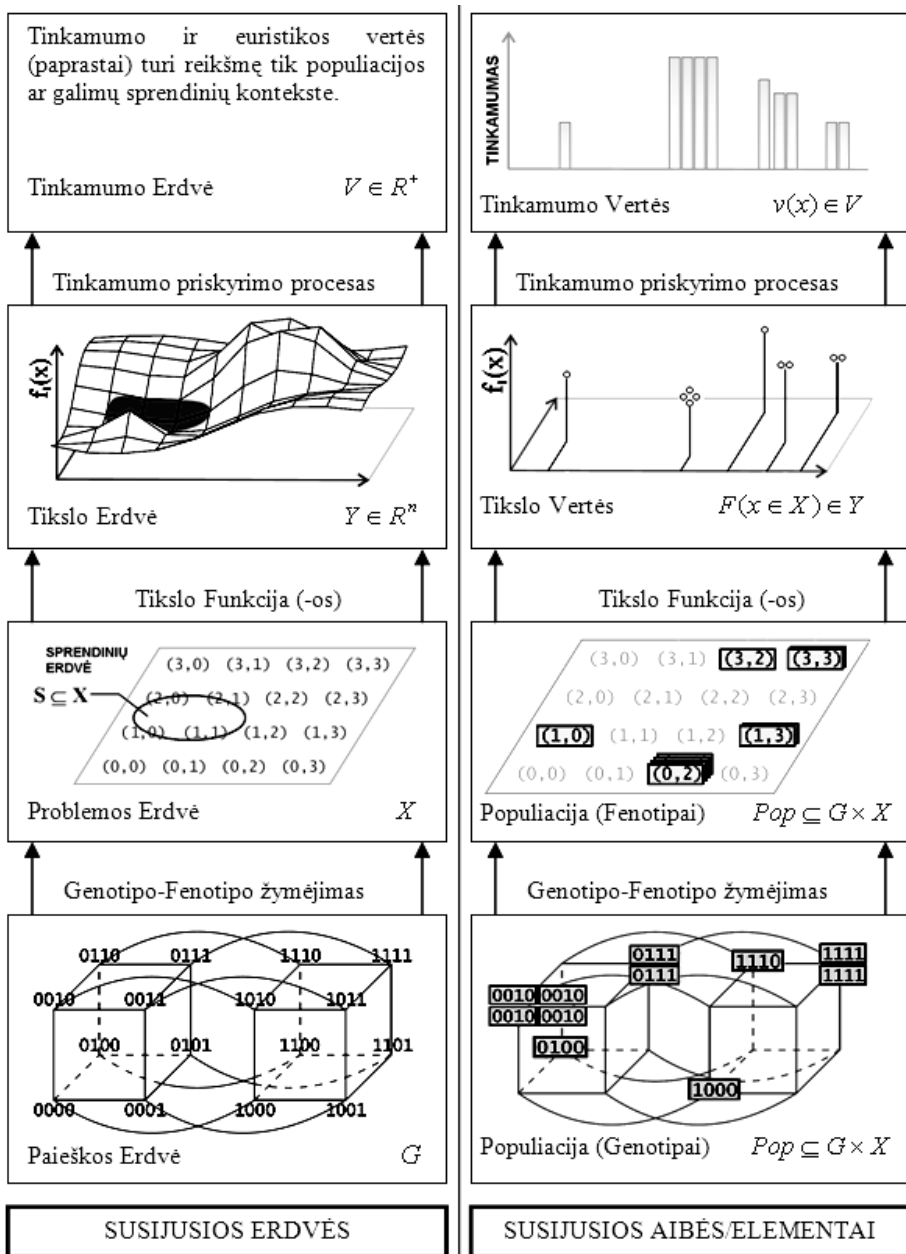 Tinkamumo ir euristikos vertės
(paprastai) turi reikšmę tik populiacijos
ar galimų sprendinių kontekste.
Tinkamumo Erdvė V ∈ R⁺
TINKAMUMAS
Tinkamumo Vertės v(x) ∈ V
Tinkamumo priskyrimo procesas
Tinkamumo priskyrimo procesas
f₁(x)
Tikslo Erdvė Y ∈ Rⁿ
f₁(x)
Tikslo Vertės F(x ∈ X) ∈ Y
Tikslo Funkcija (-os)
Tikslo Funkcija (-os)
SPRENDINIŲ
ERDVĖ
S ⊆ X
(3,0) (3,1) (3,2) (3,3)
(2,0) (2,1) (2,2) (2,3)
(1,0) (1,1) (1,2) (1,3)
(0,0) (0,1) (0,2) (0,3)
Problemos Erdvė X
(3,0) (3,1) (3,2) (3,3)
(2,0) (2,1) (2,2) (2,3)
(1,0) (1,1) (1,2) (1,3)
(0,0) (0,1) (0,2) (0,3)
Populiacija (Fenotipai) Pop ⊆ G × X
Genotipo-Fenotipo žymėjimas
Genotipo-Fenotipo žymėjimas
0110 0111 1110 1111
0010 0011 1010 1011
0100 0101 1100 1101
0000 0001 1000 1001
Paieškos Erdvė G
0111 1110 1111
0111 1111
0010 0010
0010 0010
0100
1000
Populiacija (Genotipai) Pop ⊆ G × X
SUSIJUSIOS ERDVĖS
SUSIJUSIOS AIBĖS/ELEMENTAI